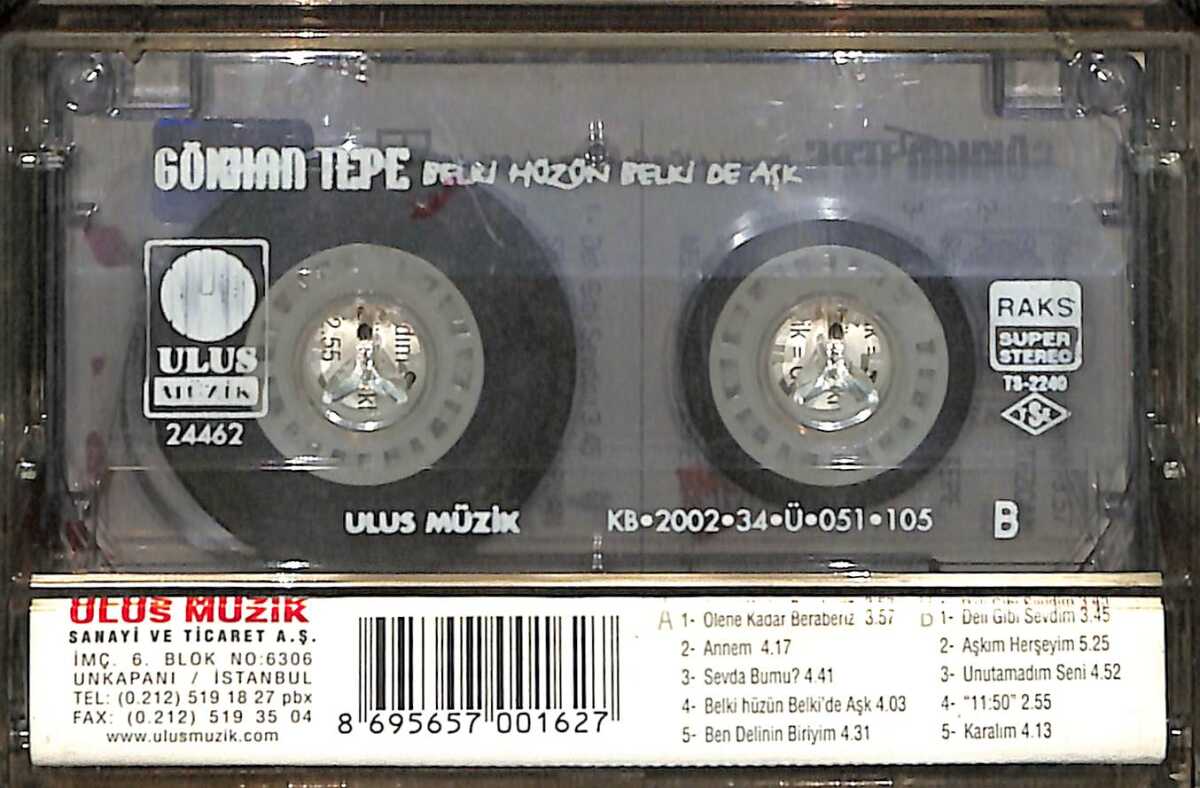 GÖKHAN TEPE BELKİ HÜZÜN BELKİ DE AŞK
ULUS
MÜZİK
24462
RAKS
SUPER
STEREO
TS-2240
TSE
ULUS MÜZİK
KB•2002•34•Ü•051•105
B
ULUS MÜZİK
SANAYİ VE TİCARET A.Ş.
İMÇ. 6. BLOK NO:6306
UNKAPANI / İSTANBUL
TEL: (0.212) 519 18 27 pbx
FAX: (0.212) 519 35 04
www.ulusmuzik.com
8 695657 001627
A 1- Ölene Kadar Beraberiz 3.57
2- Annem 4.17
3- Sevda Bumu? 4.41
4- Belki hüzün Belki'de Aşk 4.03
5- Ben Delinin Biriyim 4.31
B 1- Deli Gibi Sevdim 3.45
2- Aşkım Herşeyim 5.25
3- Unutamadım Seni 4.52
4- "11:50" 2.55
5- Karalım 4.13